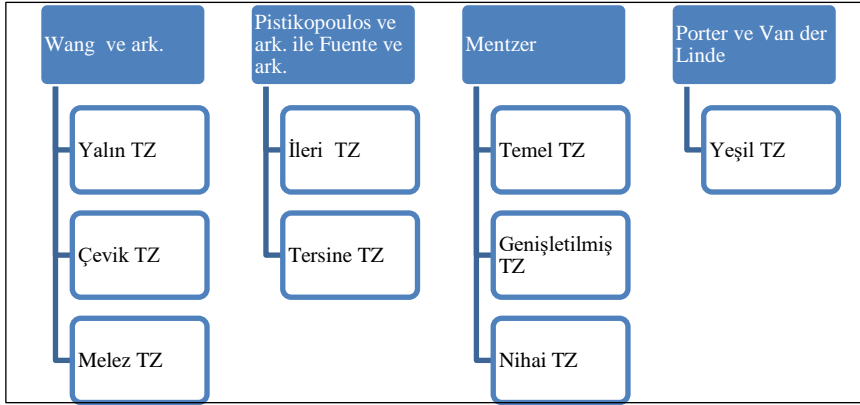 Wang ve ark.
Yalın TZ
Çevik TZ
Melez TZ
Pistikopoulos ve
ark. ile Fuente ve
ark.
İleri TZ
Tersine TZ
Mentzer
Temel TZ
Genişletilmiş
TZ
Nihai TZ
Porter ve Van der
Linde
Yeşil TZ